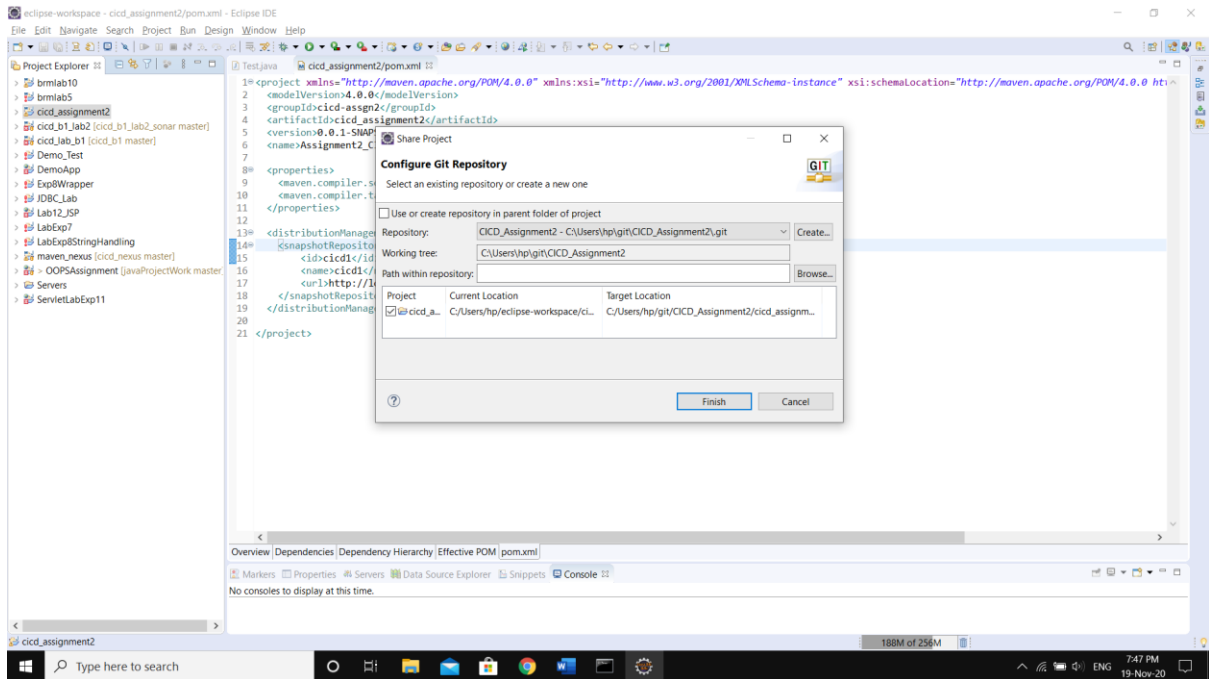 eclipse-workspace - cicd_assignment2/pom.xml - Eclipse IDE
File Edit Navigate Search Project Run Design Window Help
Project Explorer
brmlab10
brmlab5
cicd_assignment2
cicd_b1_lab2 [cicd_b1_lab2_sonar master]
cicd_lab_b1 [cicd_b1 master]
Demo_Test
DemoApp
Exp8Wrapper
JDBC_Lab
Lab12_JSP
LabExp7
LabExp8StringHandling
maven_nexus [cicd_nexus master]
> OOPSAssignment [javaProjectWork master
Servers
ServletLabExp11
Test.java cicd_assignment2/pom.xml
1 <project xmlns="http://maven.apache.org/POM/4.0.0" xmlns:xsi="http://www.w3.org/2001/XMLSchema-instance" xsi:schemaLocation="http://maven.apache.org/POM/4.0.0 htt
2 <modelVersion>4.0.0</modelVersion>
3 <groupId>cicd-assgn2</groupId>
4 <artifactId>cicd_assignment2</artifactId>
5 <version>0.0.1-SNAPS
6 <name>Assignment2_C
7
8 <properties>
9 <maven.compiler.s
10 <maven.compiler.ta
11 </properties>
12
13 <distributionManage
14 <snapshotReposito
15 <id>cicd1</id
16 <name>cicd1</
17 <url>http://l
18 </snapshotReposit
19 </distributionManag
20
21 </project>
Share Project
Configure Git Repository
Select an existing repository or create a new one
GIT
Use or create repository in parent folder of project
Repository: CICD_Assignment2 - C:\Users\hp\git\CICD_Assignment2\.git Create...
Working tree: C:\Users\hp\git\CICD_Assignment2
Path within repository: Browse...
Project Current Location Target Location
cicd_a... C:/Users/hp/eclipse-workspace/ci... C:/Users/hp/git/CICD_Assignment2/cicd_assignm...
Finish Cancel
Overview Dependencies Dependency Hierarchy Effective POM pom.xml
Markers Properties Servers Data Source Explorer Snippets Console
No consoles to display at this time.
cicd_assignment2
188M of 256M
Type here to search
ENG
7:47 PM
19-Nov-20